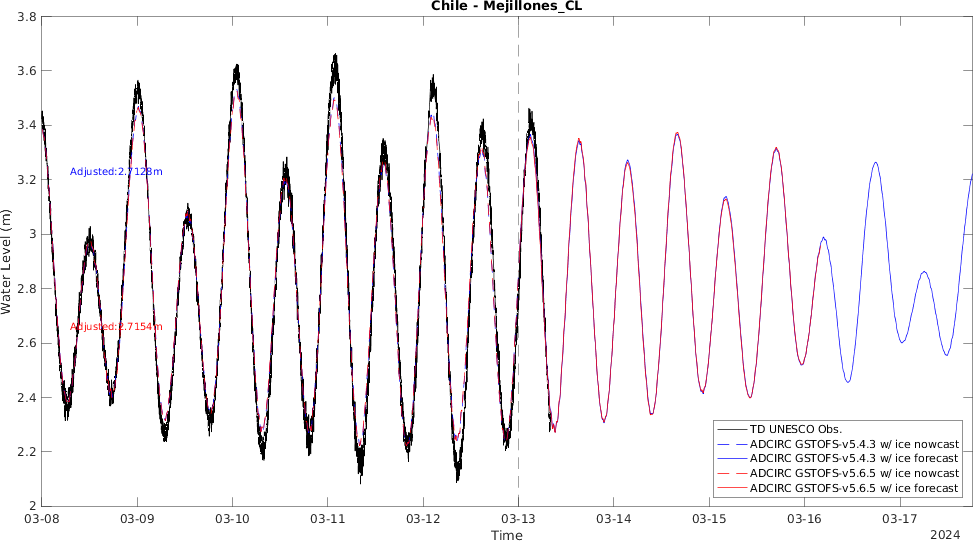 Chile - Mejillones_CL
3.8
3.6
3.4
3.2
3
2.8
2.6
2.4
2.2
2
Water Level (m)
Adjusted:2.7128m
Adjusted:2.7154m
TD UNESCO Obs.
ADCIRC GSTOFS-v5.4.3 w/ ice nowcast
ADCIRC GSTOFS-v5.4.3 w/ ice forecast
ADCIRC GSTOFS-v5.6.5 w/ ice nowcast
ADCIRC GSTOFS-v5.6.5 w/ ice forecast
03-08 03-09 03-10 03-11 03-12 03-13 03-14 03-15 03-16 03-17
Time
2024